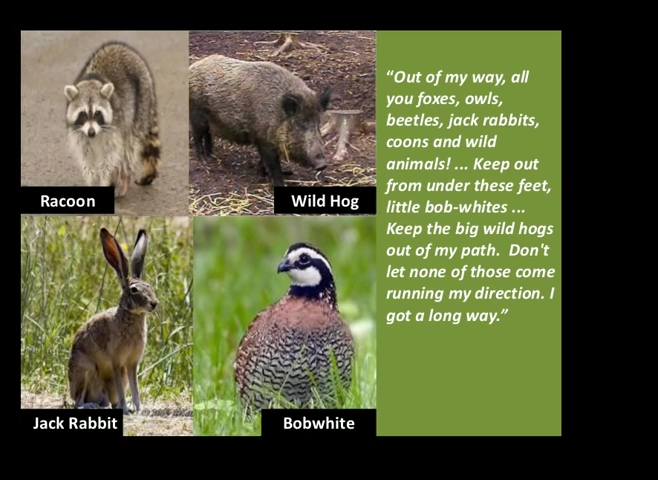 Racoon
Wild Hog
Jack Rabbit
Bobwhite
“Out of my way, all
you foxes, owls,
beetles, jack rabbits,
coons and wild
animals! ... Keep out
from under these feet,
little bob-whites ...
Keep the big wild hogs
out of my path.  Don't
let none of those come
running my direction. I
got a long way.”